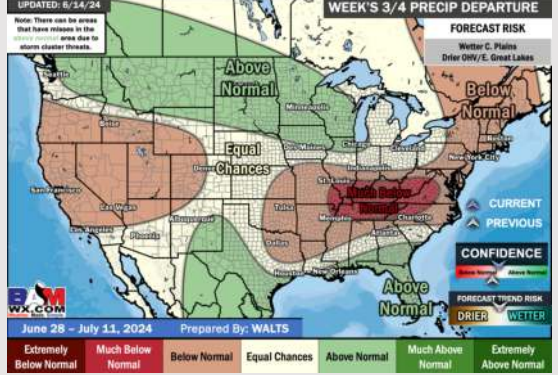 UPDATED: 6/14/24
WEEK'S 3/4 PRECIP DEPARTURE
Note: There can be areas
that have misses in the
above normal area due to
storm cluster threats.
FORECAST RISK
Wetter C. Plains
Drier OHV/E. Great Lakes
Seattle
Above
Normal
Below
Normal
Minneapolis
Boise
Boston
Equal
Chances
Des Moines
Chicago
Cleveland
New York City
Denver
Indianapolis
San Francisco
St. Louis
Much Below
Normal
Las Vegas
Tulsa
CURRENT
Los Angeles
Albuquerque
Memphis
Charlotte
PREVIOUS
Phoenix
Atlanta
Dallas
CONFIDENCE
Below Normal
Above Normal
Houston
New Orleans
Above
Normal
BAM
WX.COM
FORECAST TREND RISK
DRIER
WETTER
June 28 - July 11, 2024
Prepared By: WALTS
Extremely
Below Normal
Much Below
Normal
Below Normal
Equal Chances
Above Normal
Much Above
Normal
Extremely
Above Normal